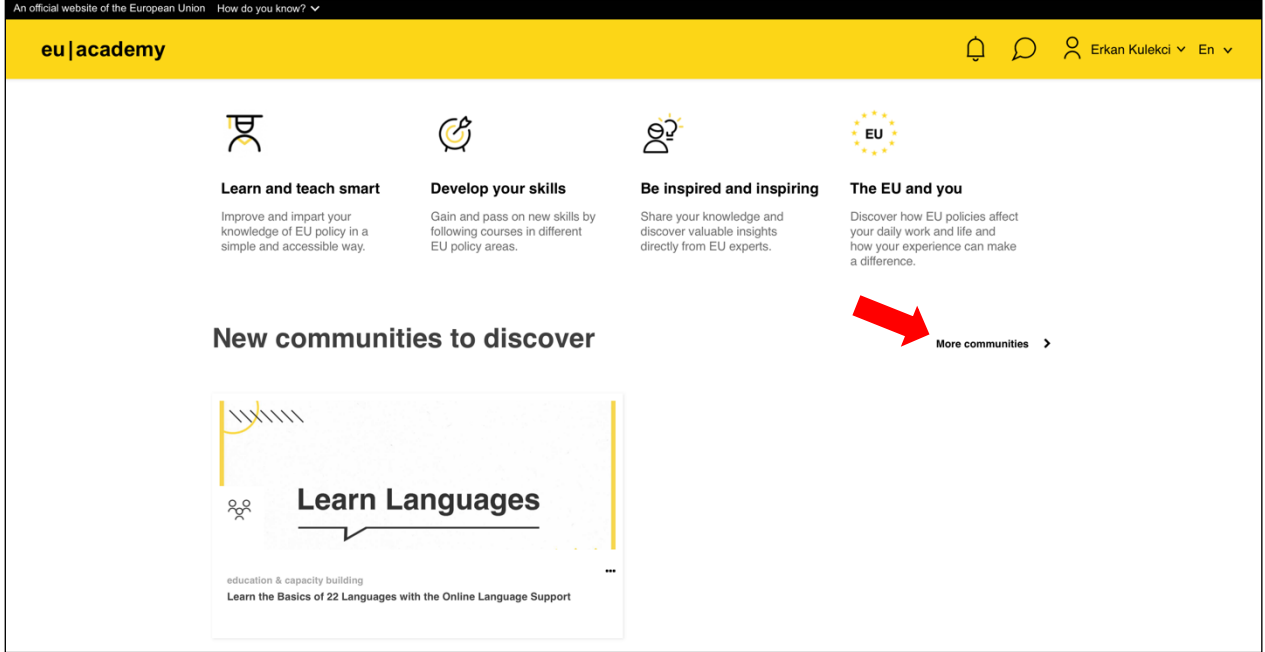 An official website of the European Union How do you know?
eu|academy
Erkan Kulekci En
EU
Learn and teach smart
Improve and impart your
knowledge of EU policy in a
simple and accessible way.
Develop your skills
Gain and pass on new skills by
following courses in different
EU policy areas.
Be inspired and inspiring
Share your knowledge and
discover valuable insights
directly from EU experts.
The EU and you
Discover how EU policies affect
your daily work and life and
how your experience can make
a difference.
New communities to discover
More communities
Learn Languages
education & capacity building
Learn the Basics of 22 Languages with the Online Language Support